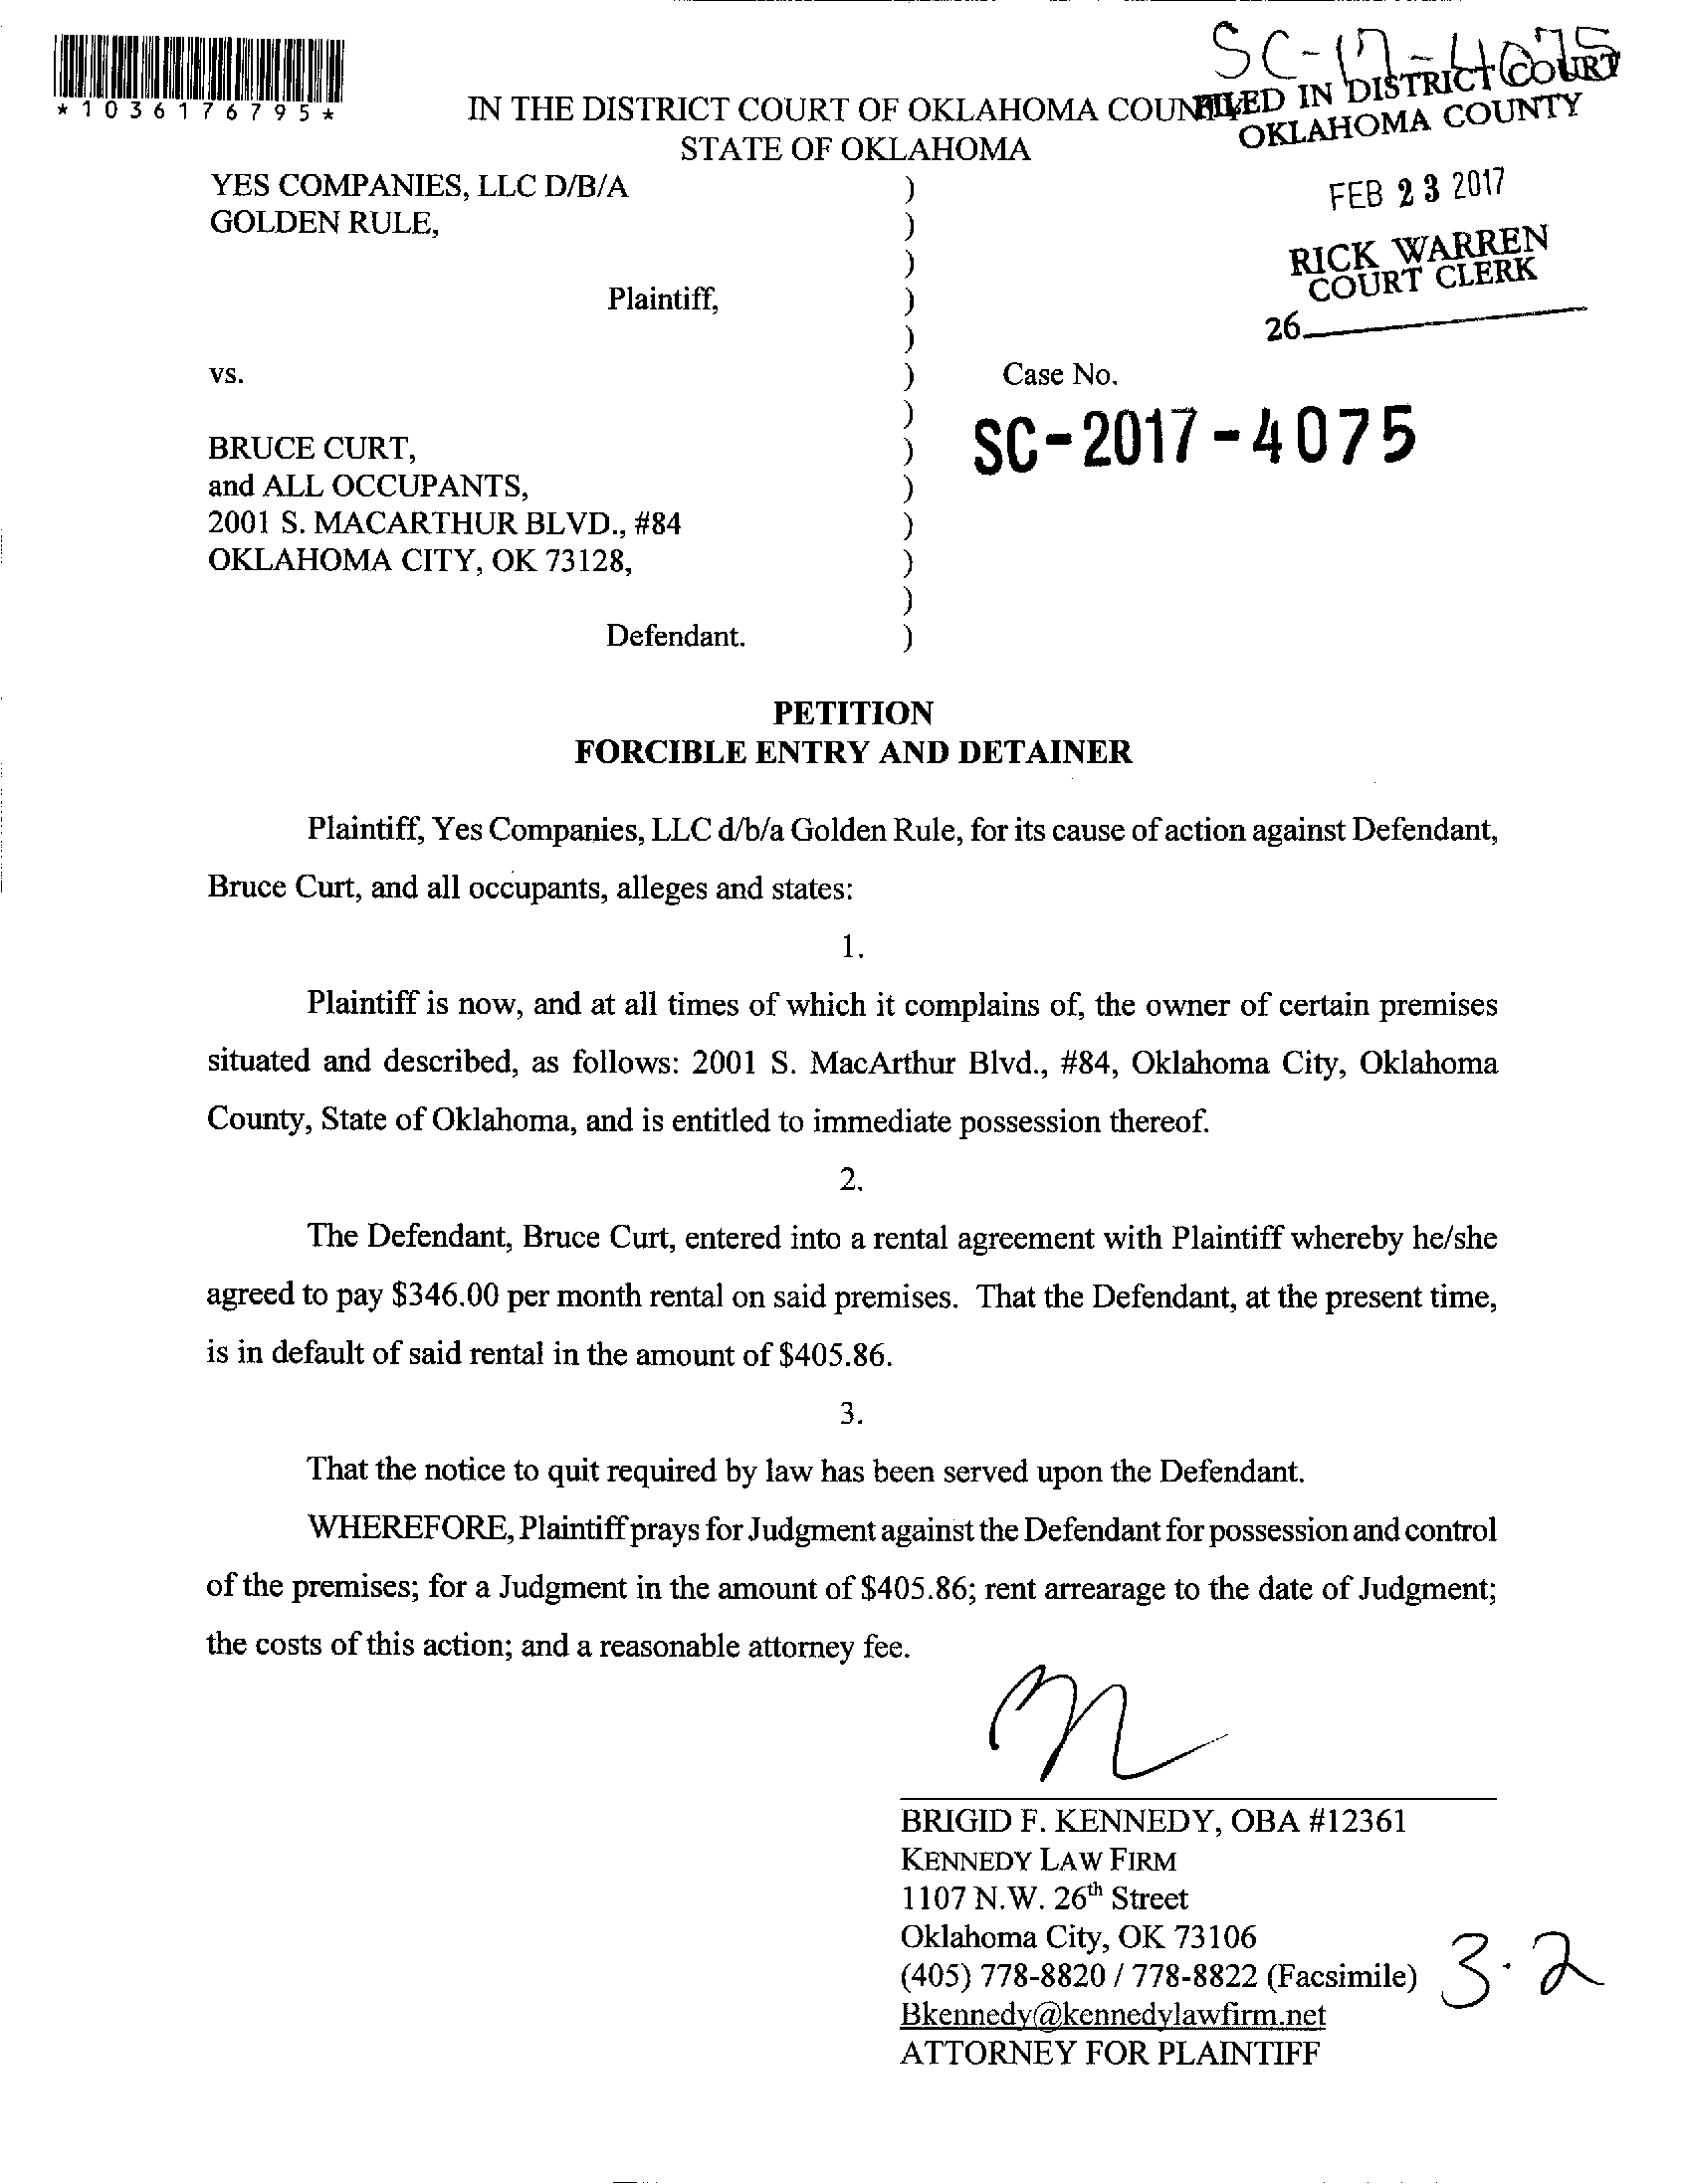 SC-17-4075
*1036176795*
IN THE DISTRICT COURT OF OKLAHOMA COUNTY
FILED IN DISTRICT COURT
OKLAHOMA COUNTY
STATE OF OKLAHOMA
FEB 23 2017
RICK WARREN
COURT CLERK
26
YES COMPANIES, LLC D/B/A )
GOLDEN RULE, )
)
Plaintiff, )
)
vs. ) Case No.
) SC-2017-4075
BRUCE CURT, )
and ALL OCCUPANTS, )
2001 S. MACARTHUR BLVD., #84 )
OKLAHOMA CITY, OK 73128, )
)
Defendant. )
PETITION
FORCIBLE ENTRY AND DETAINER
Plaintiff, Yes Companies, LLC d/b/a Golden Rule, for its cause of action against Defendant,
Bruce Curt, and all occupants, alleges and states:
1.
Plaintiff is now, and at all times of which it complains of, the owner of certain premises
situated and described, as follows: 2001 S. MacArthur Blvd., #84, Oklahoma City, Oklahoma
County, State of Oklahoma, and is entitled to immediate possession thereof.
2.
The Defendant, Bruce Curt, entered into a rental agreement with Plaintiff whereby he/she
agreed to pay $346.00 per month rental on said premises. That the Defendant, at the present time,
is in default of said rental in the amount of $405.86.
3.
That the notice to quit required by law has been served upon the Defendant.
WHEREFORE, Plaintiff prays for Judgment against the Defendant for possession and control
of the premises; for a Judgment in the amount of $405.86; rent arrearage to the date of Judgment;
the costs of this action; and a reasonable attorney fee.
BRIGID F. KENNEDY, OBA #12361
KENNEDY LAW FIRM
1107 N.W. 26th Street
Oklahoma City, OK 73106
(405) 778-8820 / 778-8822 (Facsimile)
3.2
Bkennedy@kennedylawfirm.net
ATTORNEY FOR PLAINTIFF